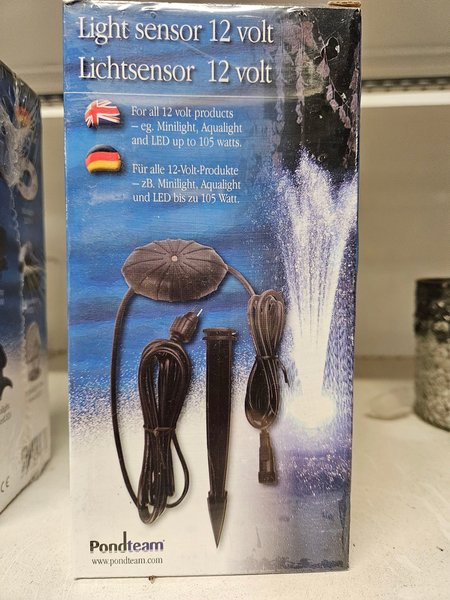 Light sensor 12 volt
Lichtsensor 12 volt
For all 12 volt products
– eg. Minilight, Aqualight
and LED up to 105 watts.
Für alle 12-Volt-Produkte
– zB. Minilight, Aqualight
und LED bis zu 105 Watt.
Pondteam
www.pondteam.com